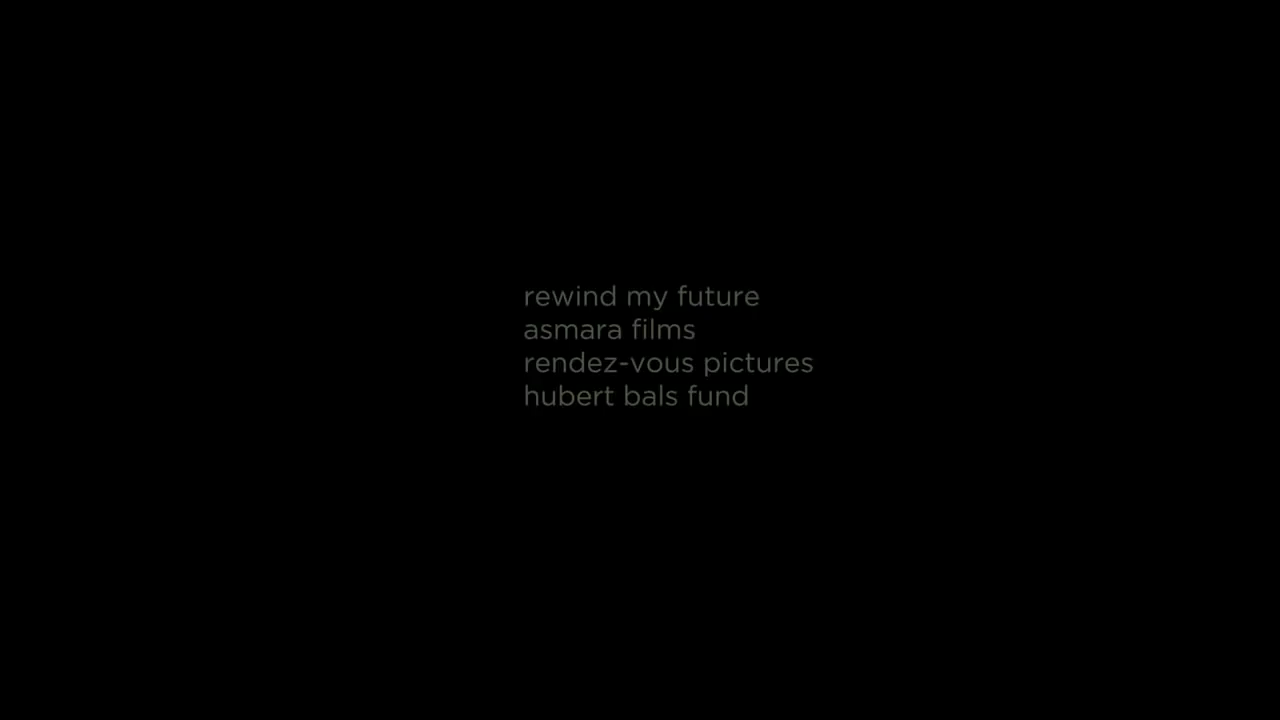 rewind my future
asmara films
rendez-vous pictures
hubert bals fund